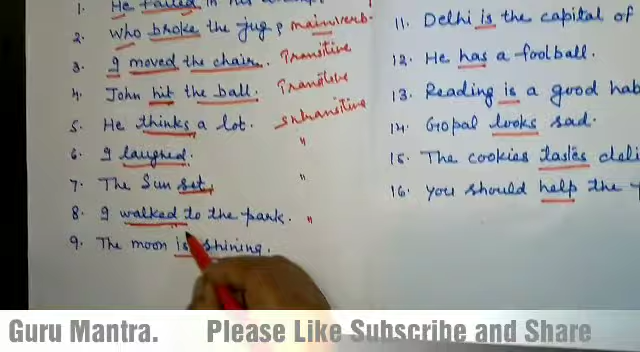 1. He failed in his
2. Who broke the jug ? main verb.
3. I moved the chair. Transitive
4. John hit the ball. Transitive
5. He thinks a lot. Intransitive
6. I laughed. "
7. The Sun set, "
8. I walked to the park. "
9. The moon is shining.
11. Delhi is the capital of
12. He has a football.
13. Reading is a good hab
14. Gopal looks sad.
15. The cookies tastes deli
16. You should help the
Guru Mantra. Please Like Subscribe and Share